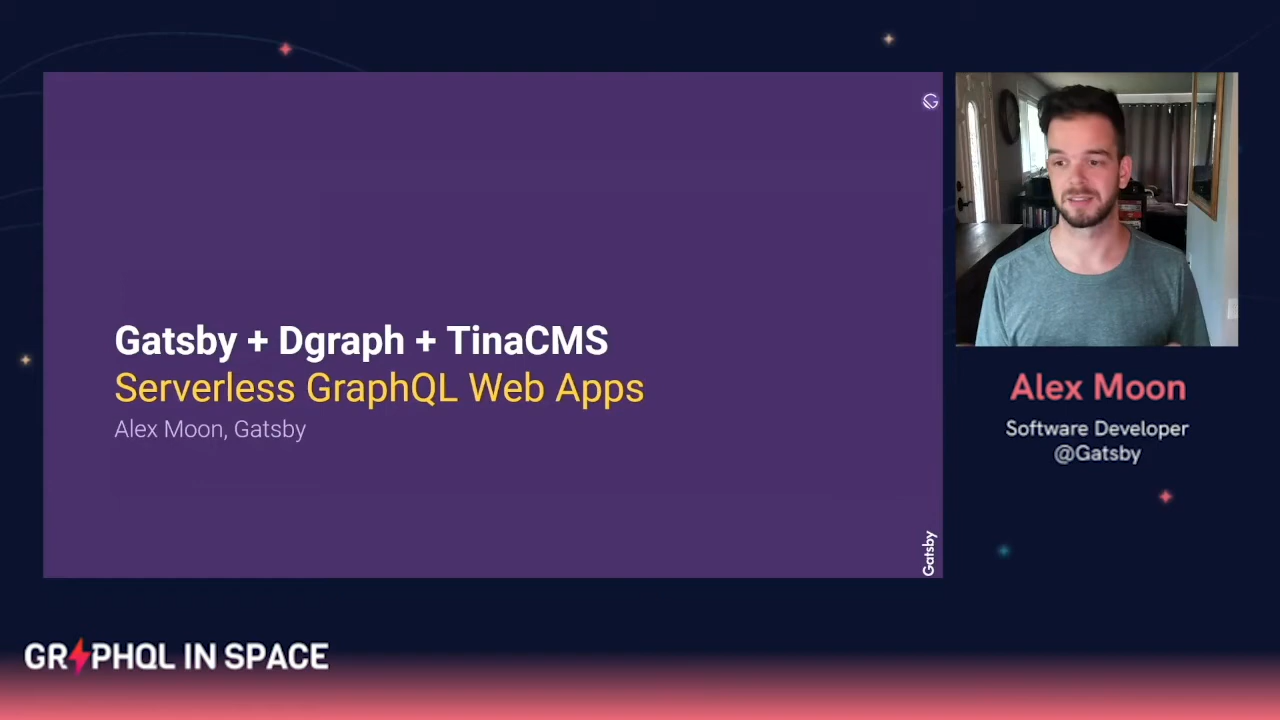 Gatsby + Dgraph + TinaCMS
Serverless GraphQL Web Apps
Alex Moon, Gatsby
Gatsby
Alex Moon
Software Developer
@Gatsby
GRAPHQL IN SPACE